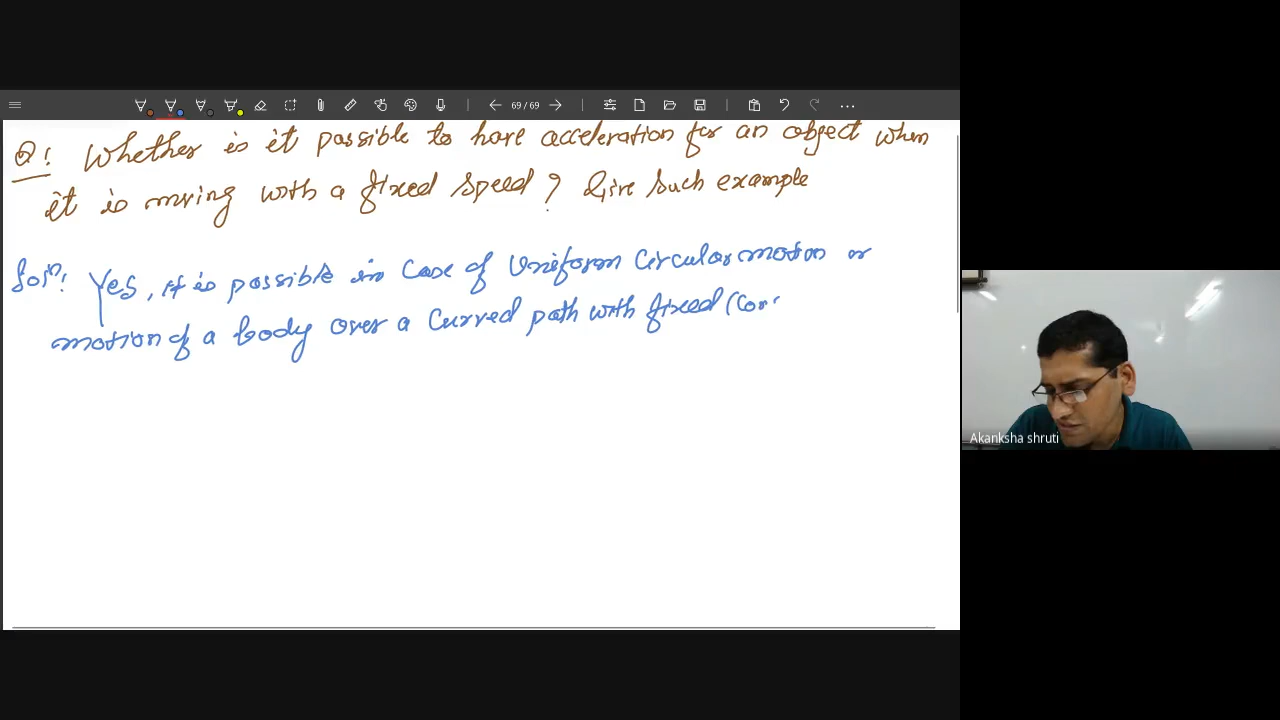 69/69
Q: Whether is it possible to have acceleration for an object when
it is moving with a fixed speed? Give such example
Soln: Yes, it is possible in case of Uniform Circular motion or
motion of a body over a curved path with fixed (con
Akanksha shruti